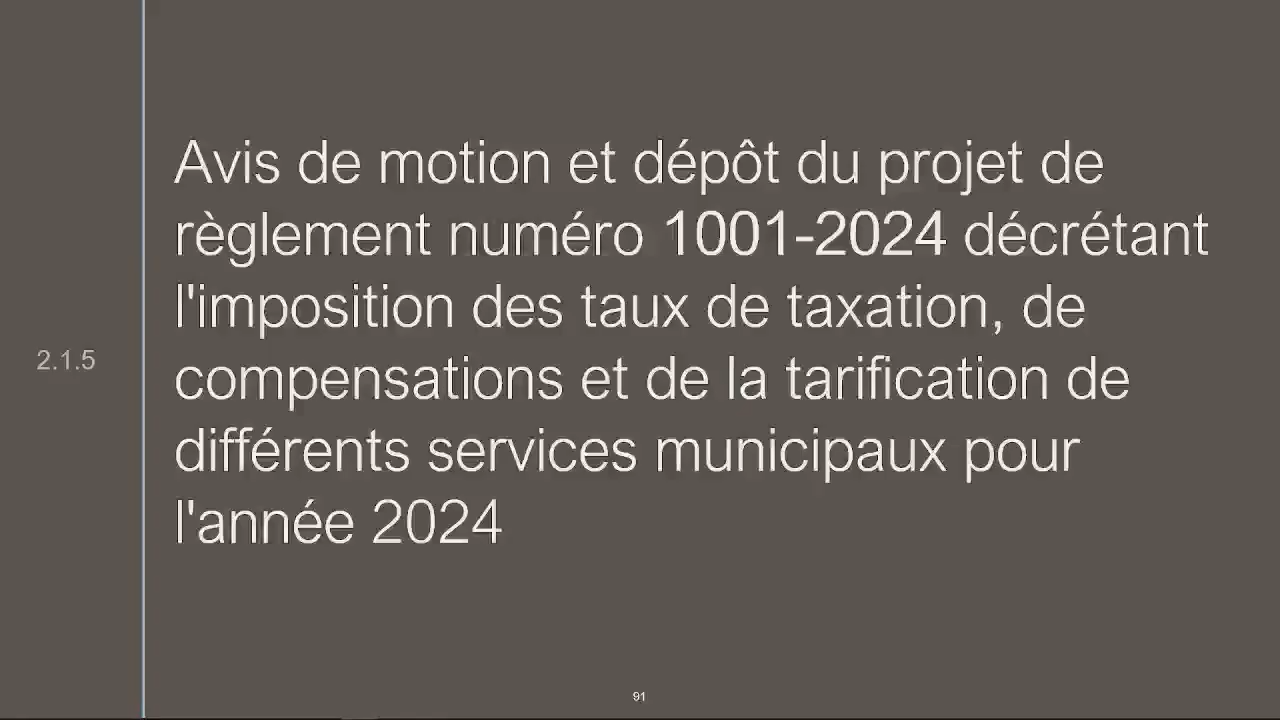 2.1.5
Avis de motion et dépôt du projet de
règlement numéro 1001-2024 décrétant
l'imposition des taux de taxation, de
compensations et de la tarification de
différents services municipaux pour
l'année 2024
91